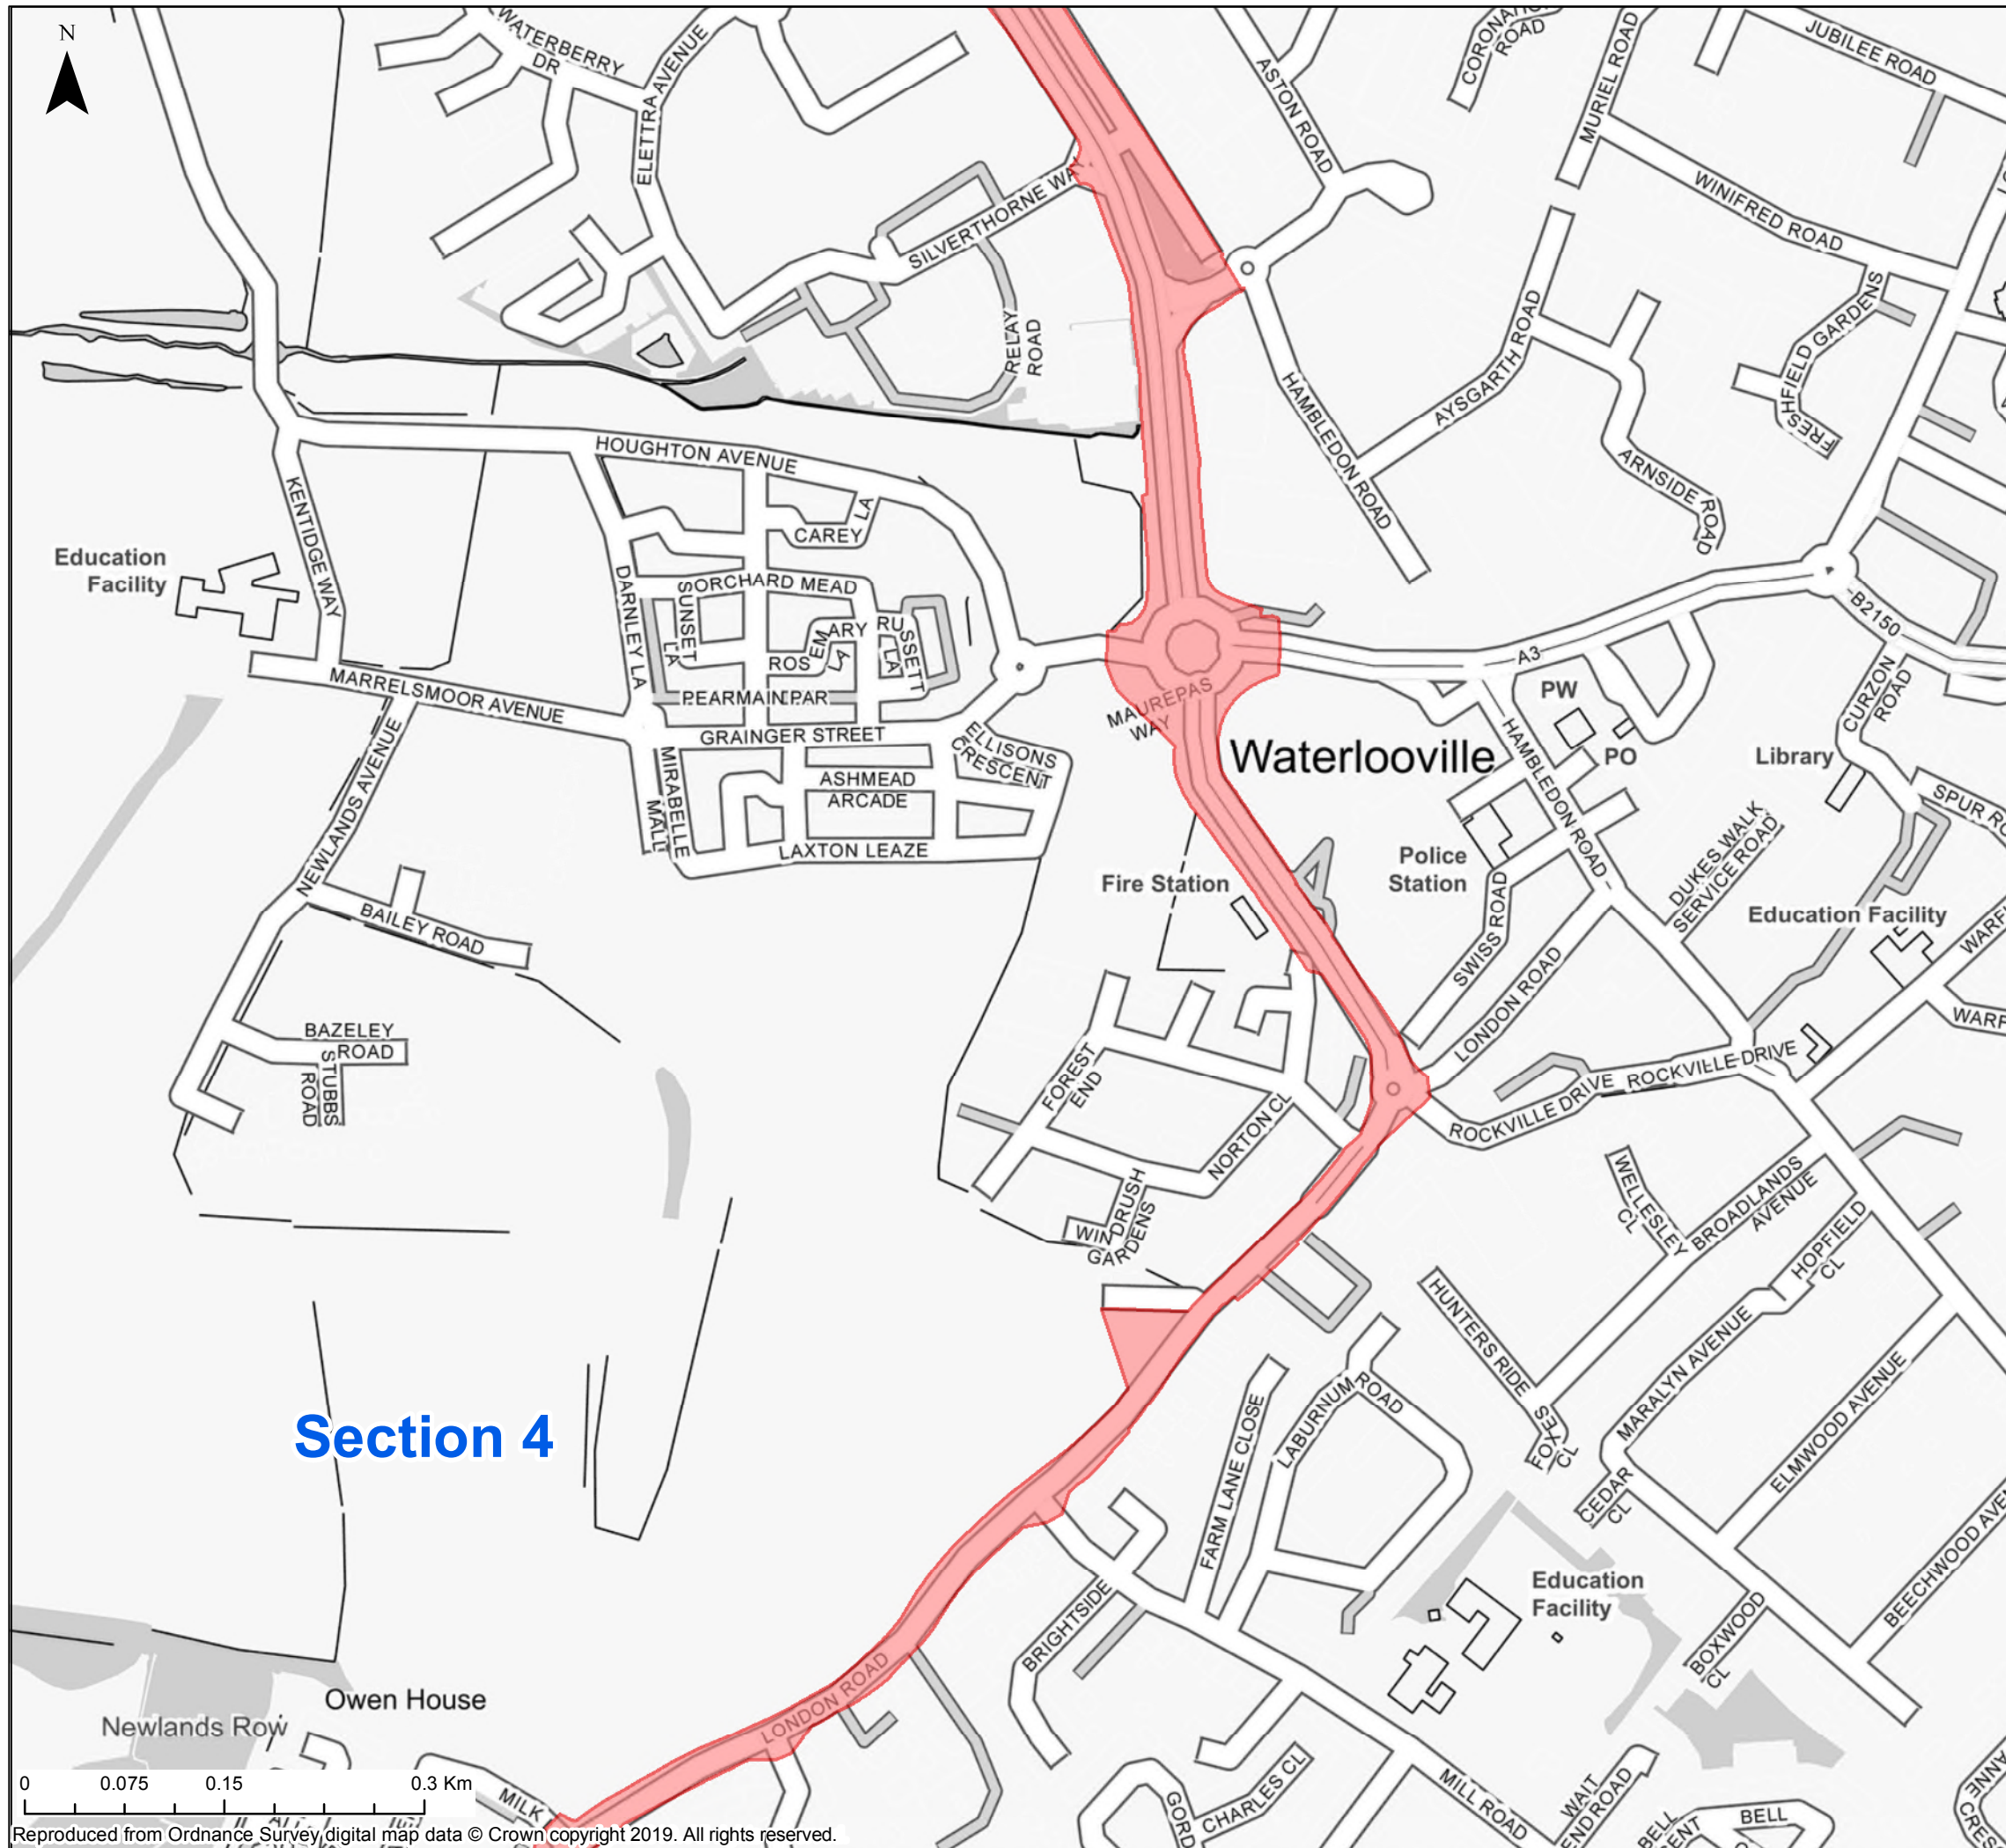 N
WATERBERRY
DR
ELETTRA AVENUE
ASTON ROAD
ROAD
MURIEL ROAD
JUBILEE ROAD
WINIFRED ROAD
SILVERTHORNE WAY
RELAY
ROAD
HAMBLEDON ROAD
AYSGARTH ROAD
ARNSIDE ROAD
HOUGHTON AVENUE
KENTIDGE WAY
CAREY LA
Education
Facility
DARNLEY LA
SUNSET
LA
ORCHARD MEAD
ROSEMARY
LA
RUSSETT
LA
PEARMAIN PAR
MARRELSMOOR AVENUE
GRAINGER STREET
ELLISONS
CRESCENT
ASHMEAD
ARCADE
MIRABELLE
MALL
LAXTON LEAZE
NEWLANDS AVENUE
BAILEY ROAD
BAZELEY
ROAD
STUBBS
ROAD
MAUREPAS
WAY
Waterlooville
A3
B2150
PW
PO
HAMBLEDON ROAD
CURZON
ROAD
Library
SPUR
DUKES WALK
SERVICE ROAD
Police
Station
Fire Station
SWISS ROAD
LONDON ROAD
Education Facility
FOREST
END
NORTON CL
WINDRUSH
GARDENS
ROCKVILLE DRIVE
ROCKVILLE DRIVE
WELLESLEY
CL
BROADLANDS
AVENUE
HOPFIELD
CL
HUNTERS RIDE
FOXES
CL
MARALYN AVENUE
ELMWOOD AVENUE
CEDAR
CL
LABURNUM ROAD
FARM LANE CLOSE
Section 4
Education
Facility
BOXWOOD
CL
BRIGHTSIDE
LONDON ROAD
Owen House
Newlands Row
MILK
CHARLES CL
MILL ROAD
BELL
0 0.075 0.15 0.3 Km
Reproduced from Ordnance Survey digital map data © Crown copyright 2019. All rights reserved.